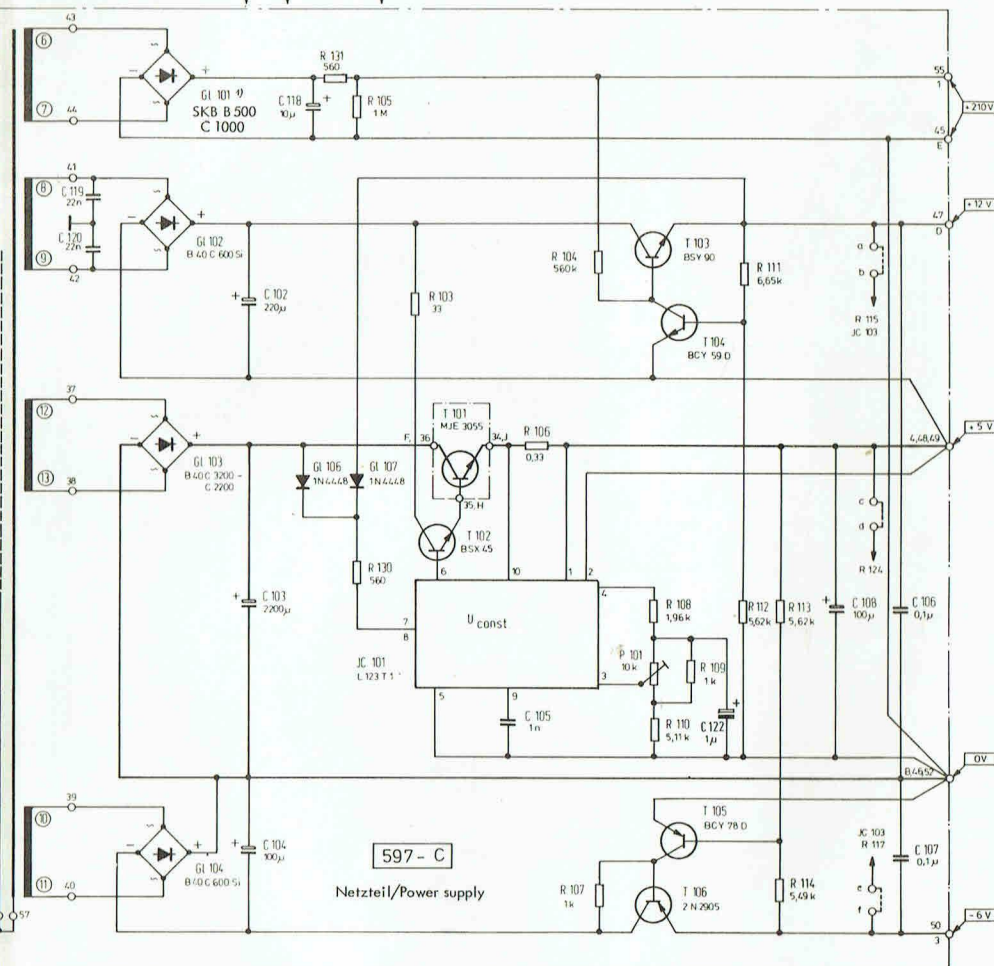 43
6
R 131
560
55
1
GL 101 1)
SKB B 500
C 1000
C 118
10µ
+
R 105
1 M
+ 210 V
7
44
45
E
41
8
C 119
22n
+ 12 V
47
D
C 120
22n
GL 102
B 40 C 600 Si
9
42
T 103
BSY 90
R 104
560k
R 111
6,65k
a
b
C 102
220µ
R 103
33
R 115
JC 103
T 104
BCY 59 D
37
12
T 101
MJE 3055
+ 5 V
F, 36
34,J
R 106
0,33
4,48,49
GL 103
B 40 C 3200 -
C 2200
13
38
GL 106
1N4448
GL 107
1N4448
35,H
c
d
T 102
BSX 45
R 124
R 130
560
6
10
1
2
4
C 103
2200µ
U const
R 108
1,96k
R 112
5,62k
R 113
5,62k
C 108
100µ
C 106
0,1µ
7
8
JC 101
L 123 T 1
P 101
10k
R 109
1k
3
5
9
C 105
1n
R 110
5,11 k
C 122
1µ
0V
8,46,52
39
10
T 105
BCY 78 D
JC 103
R 117
GL 104
B 40 C 600 Si
C 104
100µ
597 - C
C 107
0,1µ
11
40
Netzteil/Power supply
R 107
1k
T 106
2 N 2905
R 114
5,49 k
e
f
57
50
3
- 6 V